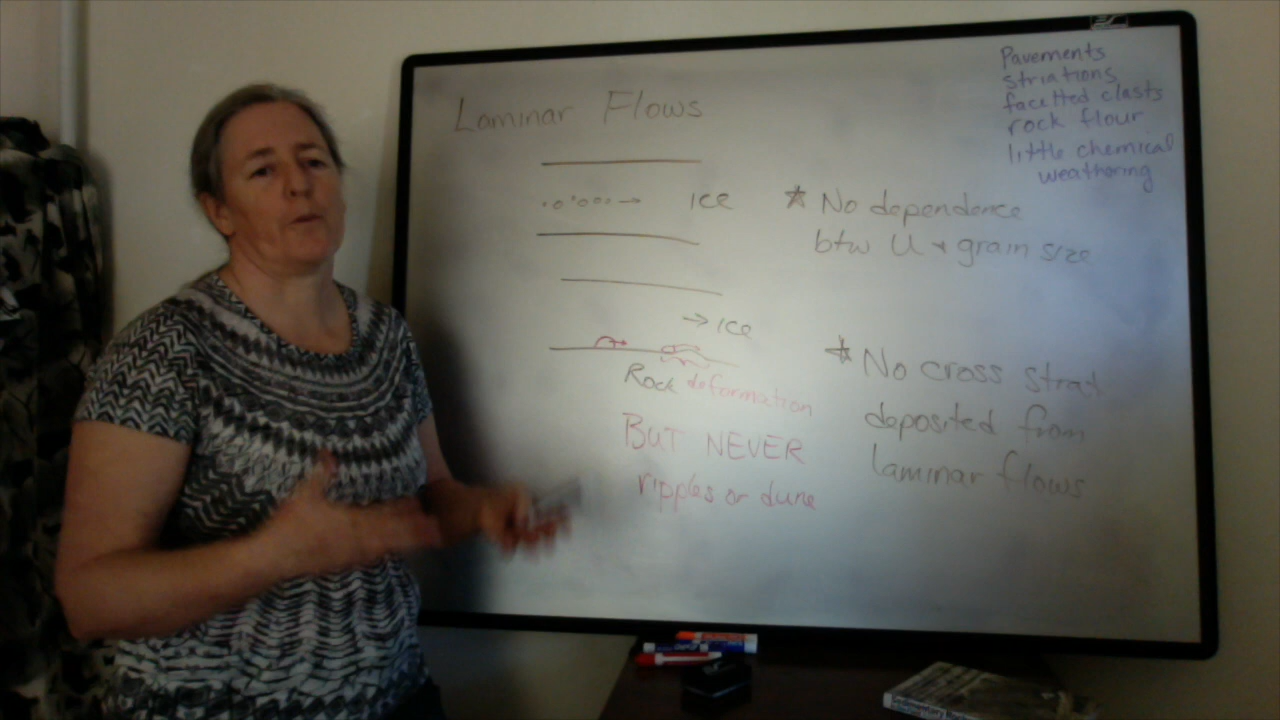 Laminar Flows
ICE
→ ICE
Rock deformation
BUT NEVER
ripples or dune
* No dependence
btw U + grain size
* No cross strat
deposited from
laminar flows
Pavements
striations
facetted clasts
rock flour
little chemical
weathering